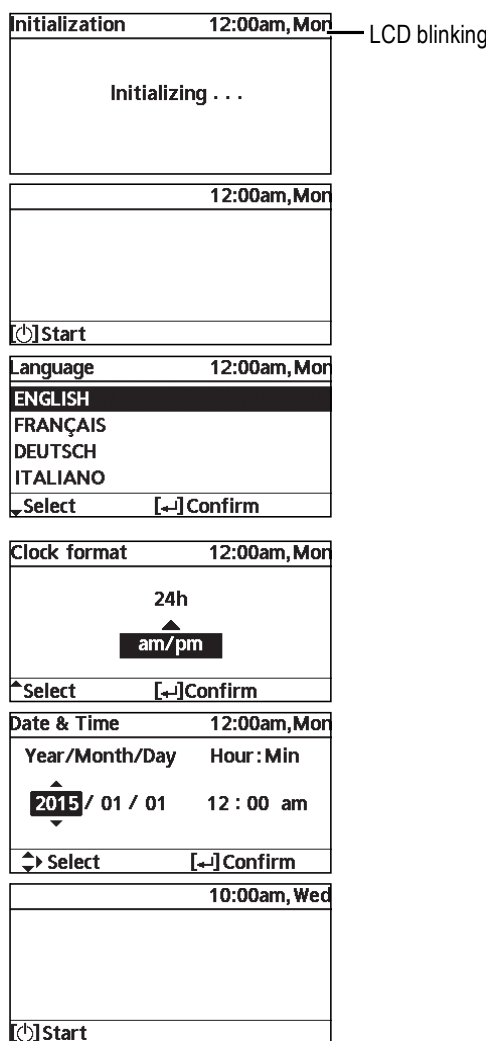 Initialization 12:00am,Mon
LCD blinking
Initializing . . .
12:00am,Mon
[⏻]Start
Language 12:00am,Mon
ENGLISH
FRANÇAIS
DEUTSCH
ITALIANO
Select [↵]Confirm
Clock format 12:00am,Mon
24h
am/pm
Select [↵]Confirm
Date & Time 12:00am,Mon
Year/Month/Day Hour:Min
2015 / 01 / 01 12 : 00 am
Select [↵]Confirm
10:00am,Wed
[⏻]Start